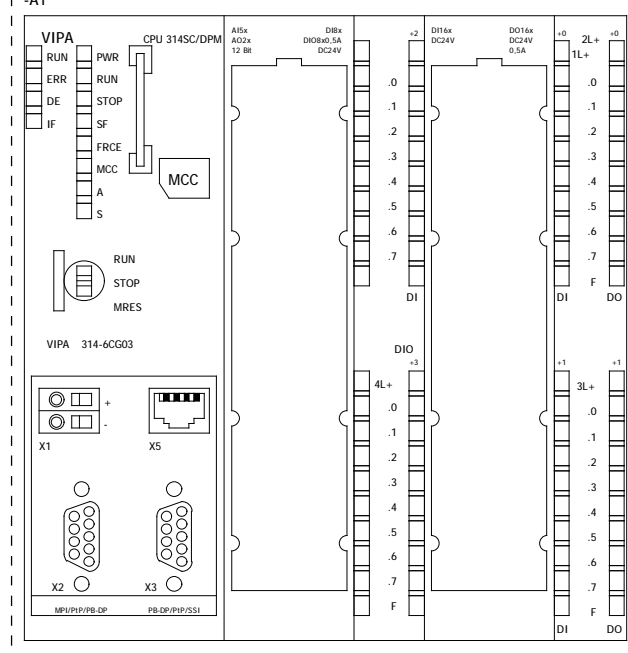 -A1
VIPA
CPU 314SC/DPM
RUN
ERR
DE
IF
PWR
RUN
STOP
SF
FRCE
MCC
A
S
MCC
RUN
STOP
MRES
VIPA 314-6CG03
+
-
X1
X5
X2
X3
MPI/PtP/PB-DP
PB-DP/PtP/SSI
AI5x
AO2x
12 Bit
DI8x
DIO8x0,5A
DC24V
+2
.0
.1
.2
.3
.4
.5
.6
.7
DI
DIO
+3
4L+
.0
.1
.2
.3
.4
.5
.6
.7
F
DI16x
DC24V
DO16x
DC24V
0,5A
+0
2L+
+0
1L+
.0
.1
.2
.3
.4
.5
.6
.7
F
DI
DO
+1
+1
3L+
.0
.1
.2
.3
.4
.5
.6
.7
F
DI
DO